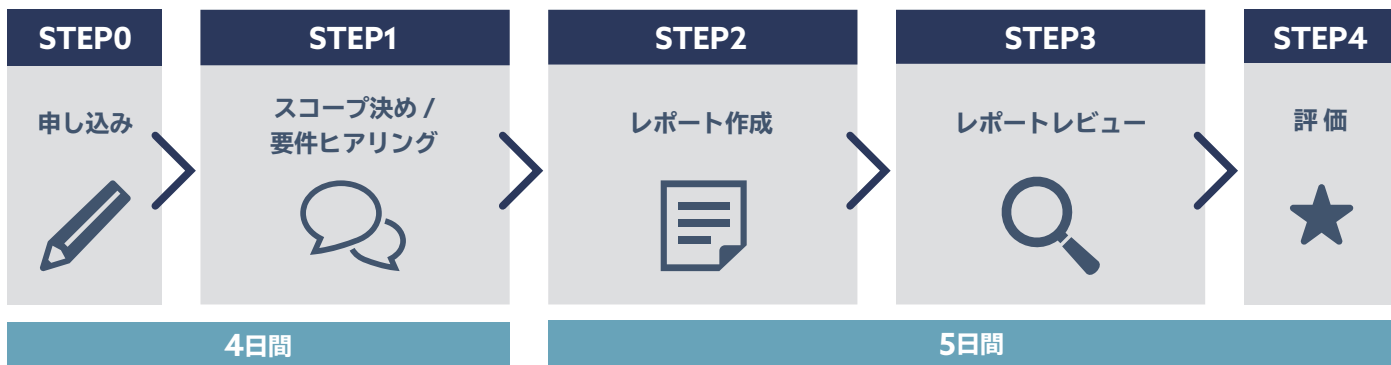 STEP0
申し込み
STEP1
スコープ決め /
要件ヒアリング
STEP2
レポート作成
STEP3
レポートレビュー
STEP4
評価
4日間
5日間